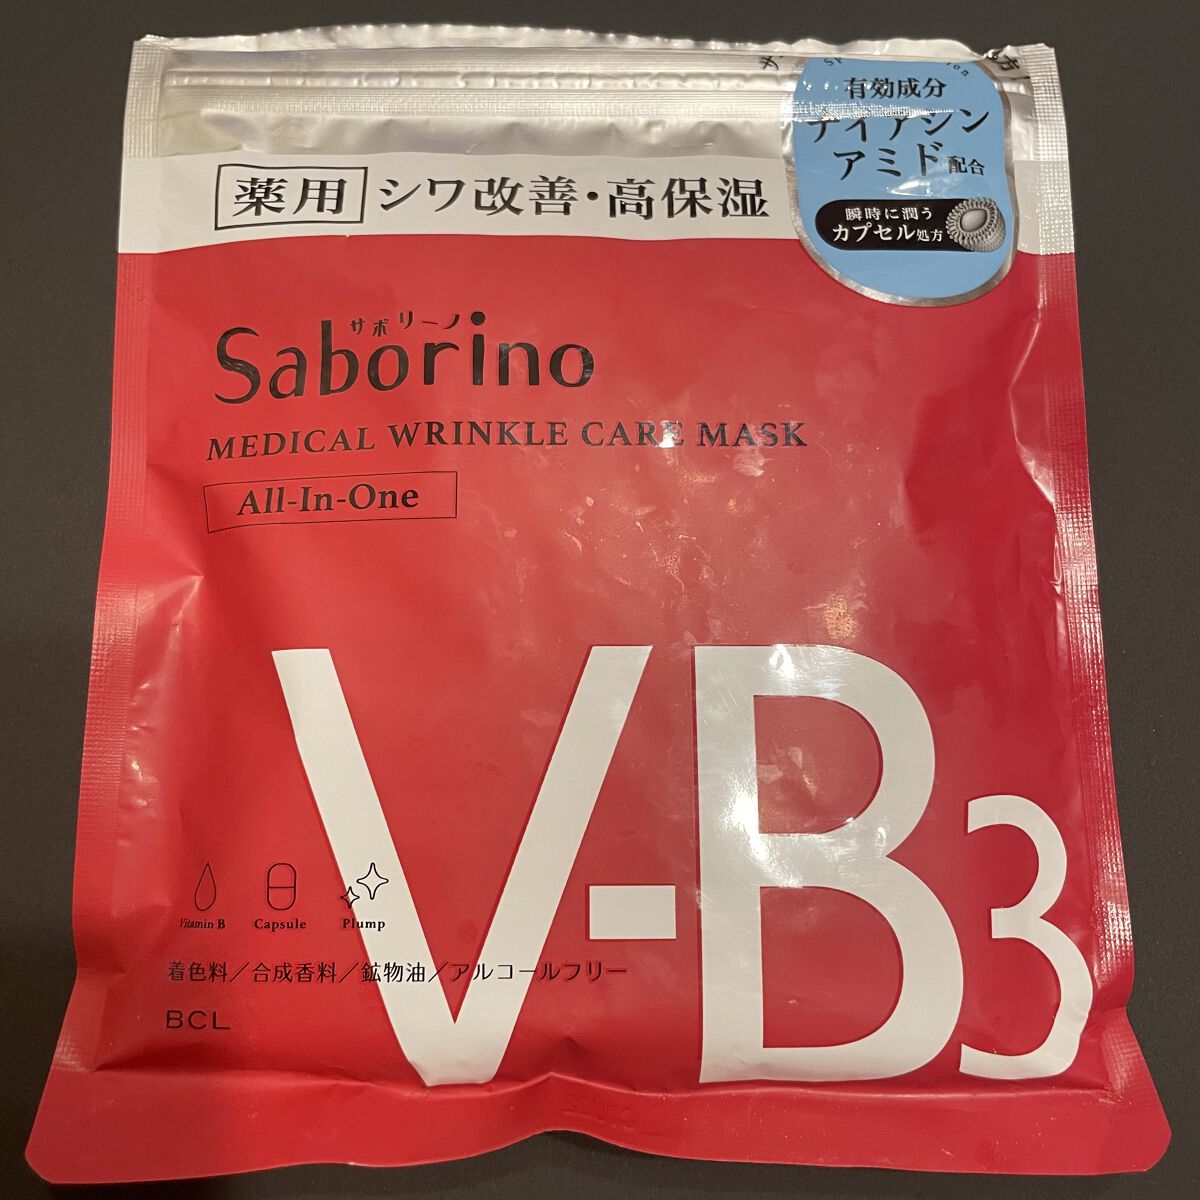 有効成分
ナイアシン
アミド配合
瞬時に潤う
カプセル処方
薬用 シワ改善・高保湿
サボリーノ
Saborino
MEDICAL WRINKLE CARE MASK
All-In-One
V-B3
Vitamin B Capsule Plump
着色料/合成香料/鉱物油/アルコールフリー
BCL